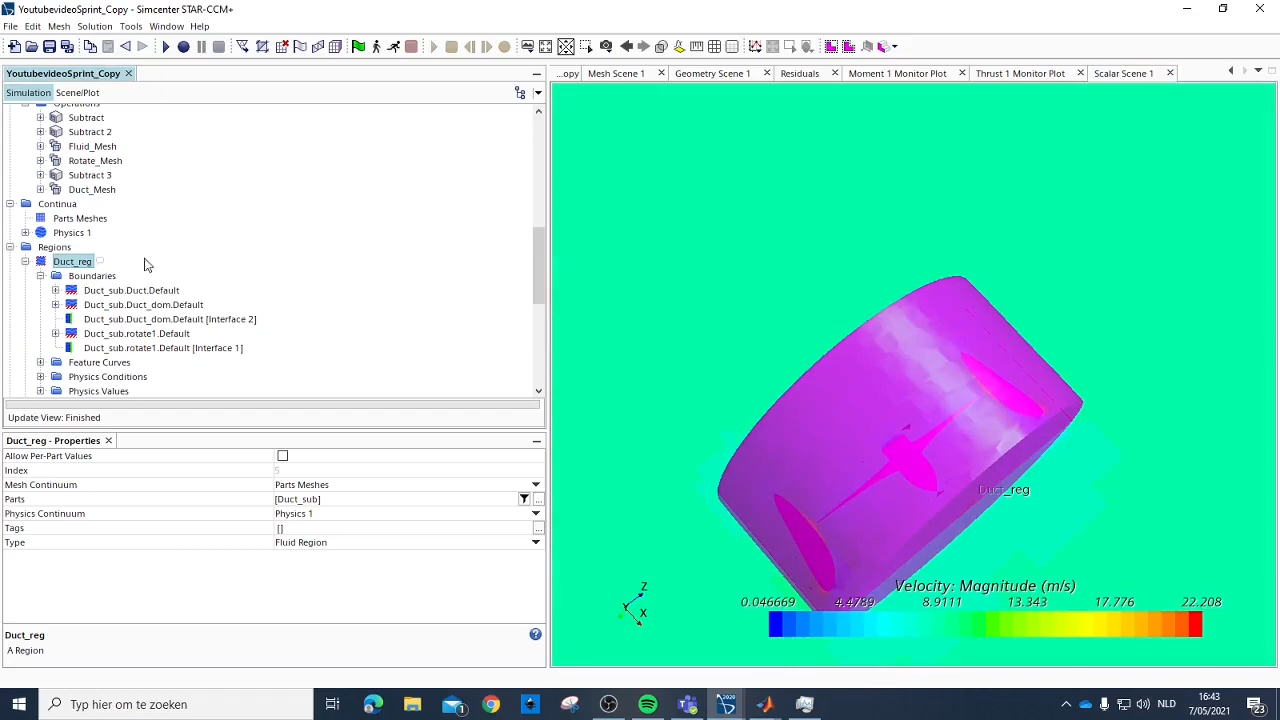 YoutubevideoSprint_Copy - Simcenter STAR-CCM+
File Edit Mesh Solution Tools Window Help
YoutubevideoSprint_Copy
...opy Mesh Scene 1 Geometry Scene 1 Residuals Moment 1 Monitor Plot Thrust 1 Monitor Plot Scalar Scene 1
Simulation Scene/Plot
Operations
Subtract
Subtract 2
Fluid_Mesh
Rotate_Mesh
Subtract 3
Duct_Mesh
Continua
Parts Meshes
Physics 1
Regions
Duct_reg
Boundaries
Duct_sub.Duct.Default
Duct_sub.Duct_dom.Default
Duct_sub.Duct_dom.Default [Interface 2]
Duct_sub.rotate1.Default
Duct_sub.rotate1.Default [Interface 1]
Feature Curves
Physics Conditions
Physics Values
Update View: Finished
Duct_reg - Properties
Allow Per-Part Values
Index 5
Mesh Continuum Parts Meshes
Parts [Duct_sub]
Physics Continuum Physics 1
Tags []
Type Fluid Region
Duct_reg
A Region
Duct_reg
Z
Y
X
Velocity: Magnitude (m/s)
0.046669 4.4789 8.9111 13.343 17.776 22.208
Typ hier om te zoeken
NLD
16:43
7/05/2021
23